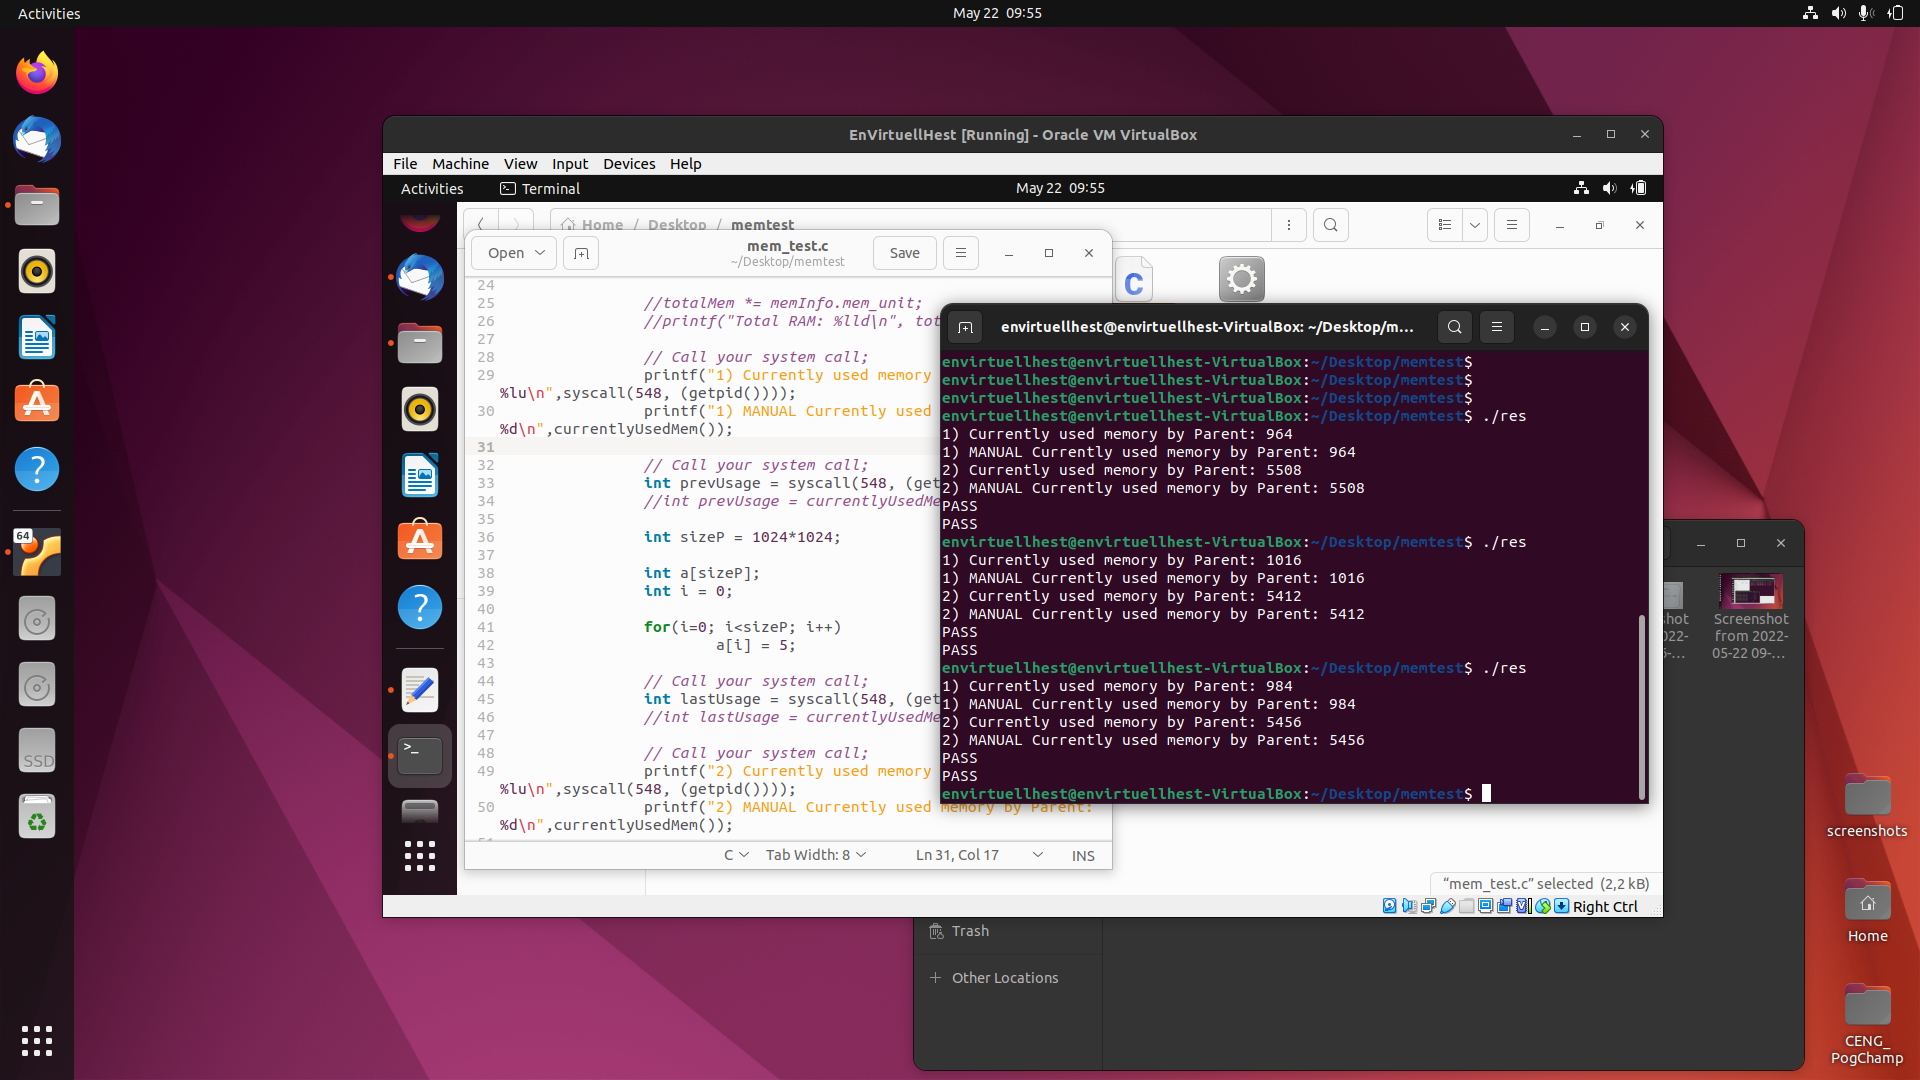 Activities
May 22 09:55
EnVirtuellHest [Running] - Oracle VM VirtualBox
File Machine View Input Devices Help
Activities
Terminal
May 22 09:55
Home / Desktop / memtest
Open
mem_test.c
~/Desktop/memtest
Save
24
25 //totalMem *= memInfo.mem_unit;
26 //printf("Total RAM: %lld\n", tot
27
28 // Call your system call;
29 printf("1) Currently used memory
%lu\n",syscall(548, (getpid())));
30 printf("1) MANUAL Currently used
%d\n",currentlyUsedMem());
31
32 // Call your system call;
33 int prevUsage = syscall(548, (get
34 //int prevUsage = currentlyUsedMe
35
36 int sizeP = 1024*1024;
37
38 int a[sizeP];
39 int i = 0;
40
41 for(i=0; i<sizeP; i++)
42 a[i] = 5;
43
44 // Call your system call;
45 int lastUsage = syscall(548, (get
46 //int lastUsage = currentlyUsedMe
47
48 // Call your system call;
49 printf("2) Currently used memory
%lu\n",syscall(548, (getpid())));
50 printf("2) MANUAL Currently used memory by Parent:
%d\n",currentlyUsedMem());
C
Tab Width: 8
Ln 31, Col 17
INS
envirtuellhest@envirtuellhest-VirtualBox: ~/Desktop/m...
envirtuellhest@envirtuellhest-VirtualBox:~/Desktop/memtest$
envirtuellhest@envirtuellhest-VirtualBox:~/Desktop/memtest$
envirtuellhest@envirtuellhest-VirtualBox:~/Desktop/memtest$
envirtuellhest@envirtuellhest-VirtualBox:~/Desktop/memtest$ ./res
1) Currently used memory by Parent: 964
1) MANUAL Currently used memory by Parent: 964
2) Currently used memory by Parent: 5508
2) MANUAL Currently used memory by Parent: 5508
PASS
PASS
envirtuellhest@envirtuellhest-VirtualBox:~/Desktop/memtest$ ./res
1) Currently used memory by Parent: 1016
1) MANUAL Currently used memory by Parent: 1016
2) Currently used memory by Parent: 5412
2) MANUAL Currently used memory by Parent: 5412
PASS
PASS
envirtuellhest@envirtuellhest-VirtualBox:~/Desktop/memtest$ ./res
1) Currently used memory by Parent: 984
1) MANUAL Currently used memory by Parent: 984
2) Currently used memory by Parent: 5456
2) MANUAL Currently used memory by Parent: 5456
PASS
PASS
envirtuellhest@envirtuellhest-VirtualBox:~/Desktop/memtest$
"mem_test.c" selected (2,2 kB)
Right Ctrl
64
SSD
hot
022-
5-...
Screenshot
from 2022-
05-22 09-...
Trash
Other Locations
screenshots
Home
CENG_
PogChamp